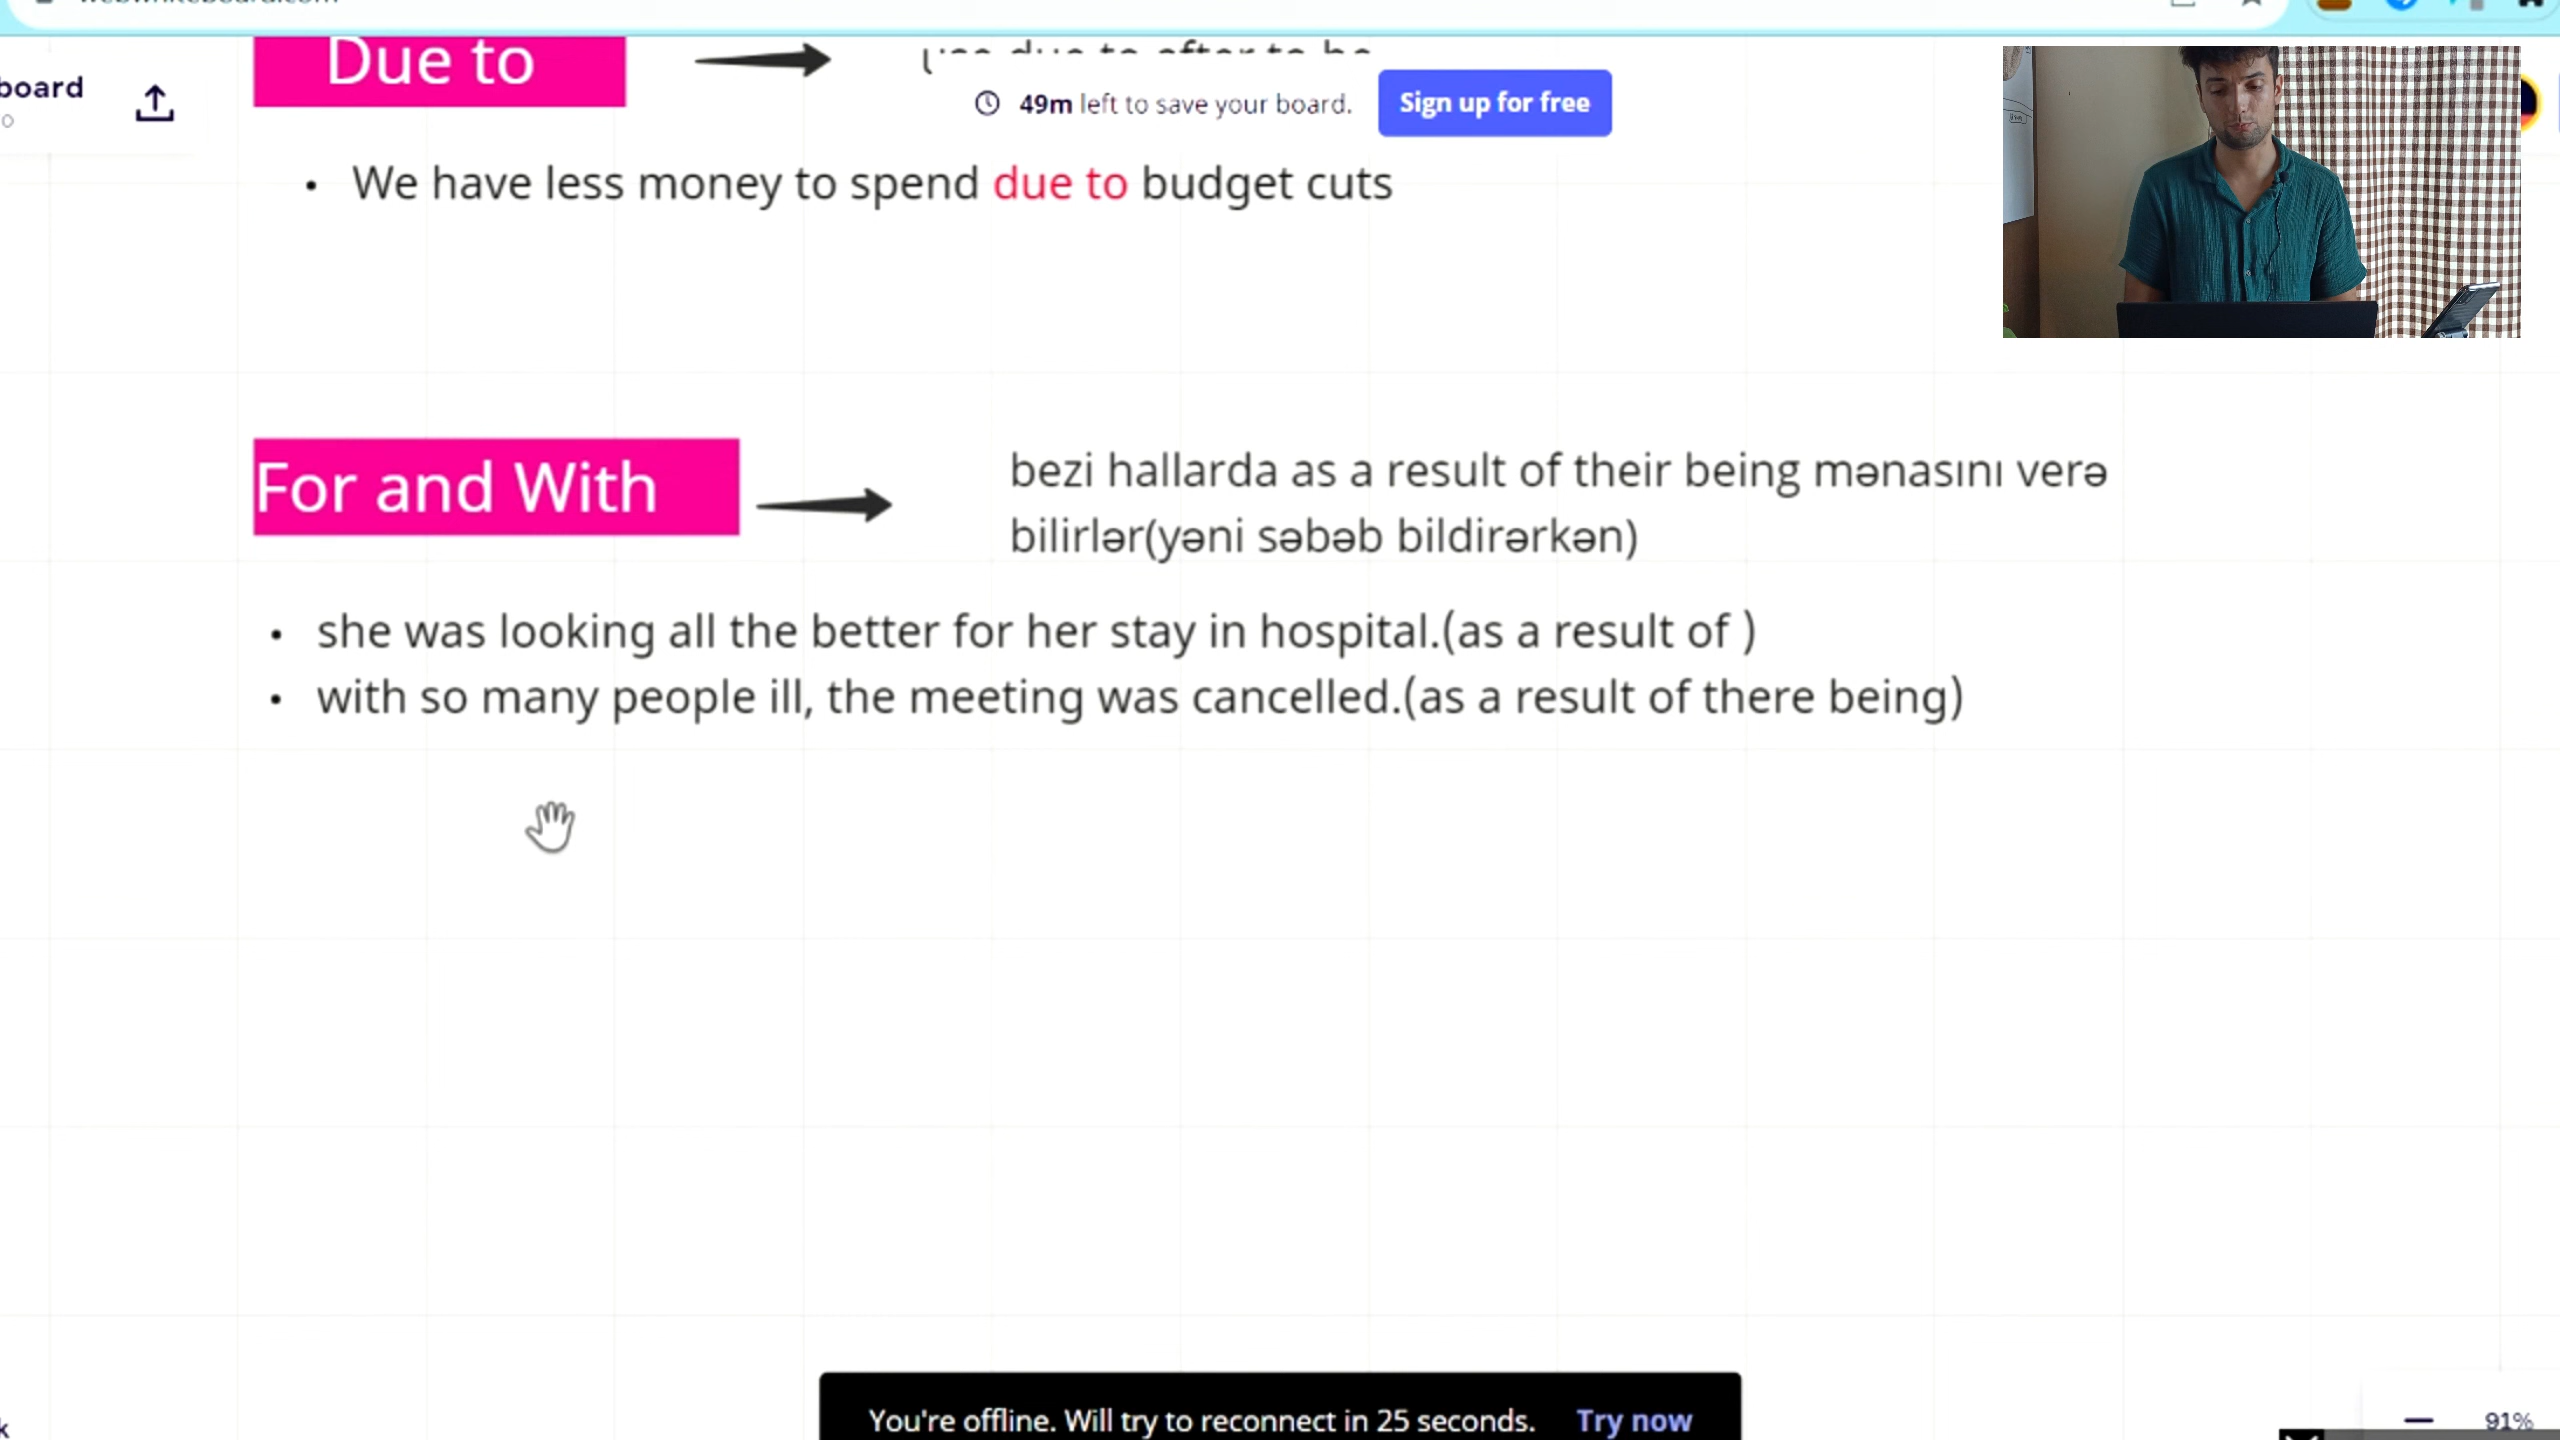 Due to
board
49m left to save your board.
Sign up for free
• We have less money to spend due to budget cuts
For and With
bezi hallarda as a result of their being mənasını verə
bilirlər(yəni səbəb bildirərkən)
• she was looking all the better for her stay in hospital.(as a result of )
• with so many people ill, the meeting was cancelled.(as a result of there being)
You're offline. Will try to reconnect in 25 seconds. Try now
91%